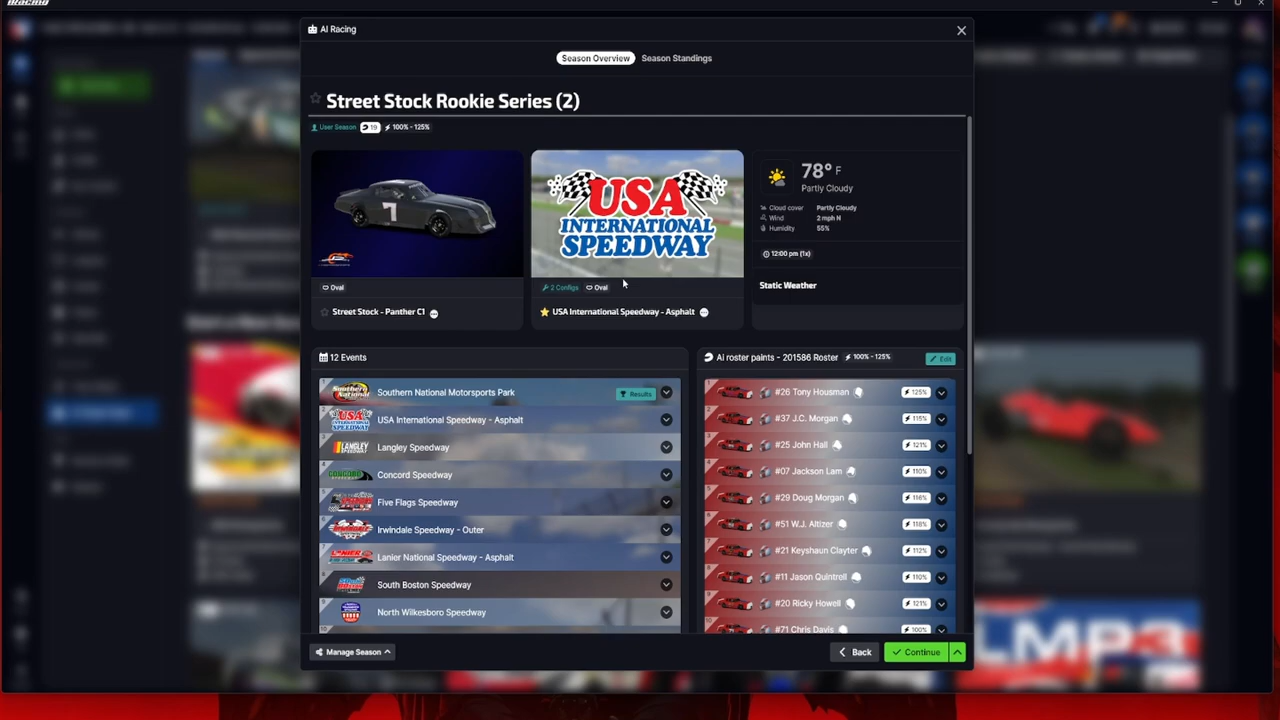 iRacing
AI Racing
Season Overview
Season Standings
Street Stock Rookie Series (2)
User Season
19
100% - 125%
7
USA
INTERNATIONAL
SPEEDWAY
78° F
Partly Cloudy
Cloud cover Partly Cloudy
Wind 2 mph N
Humidity 55%
12:00 pm (1x)
Static Weather
Oval
2 Configs
Oval
Street Stock - Panther C1
USA International Speedway - Asphalt
12 Events
Ai roster paints - 201586 Roster
100% - 125%
Edit
Southern National Motorsports Park
Results
USA International Speedway - Asphalt
Langley Speedway
Concord Speedway
Five Flags Speedway
Irwindale Speedway - Outer
Lanier National Speedway - Asphalt
South Boston Speedway
North Wilkesboro Speedway
#26 Tony Housman 125%
#37 J.C. Morgan 115%
#25 John Hall 121%
#07 Jackson Lam 110%
#29 Doug Morgan 116%
#51 W.J. Altizer 118%
#21 Keyshaun Clayter 112%
#11 Jason Quintrell 110%
#20 Ricky Howell 121%
#71 Chris Davis 100%
Manage Season
Back
Continue
LMP3